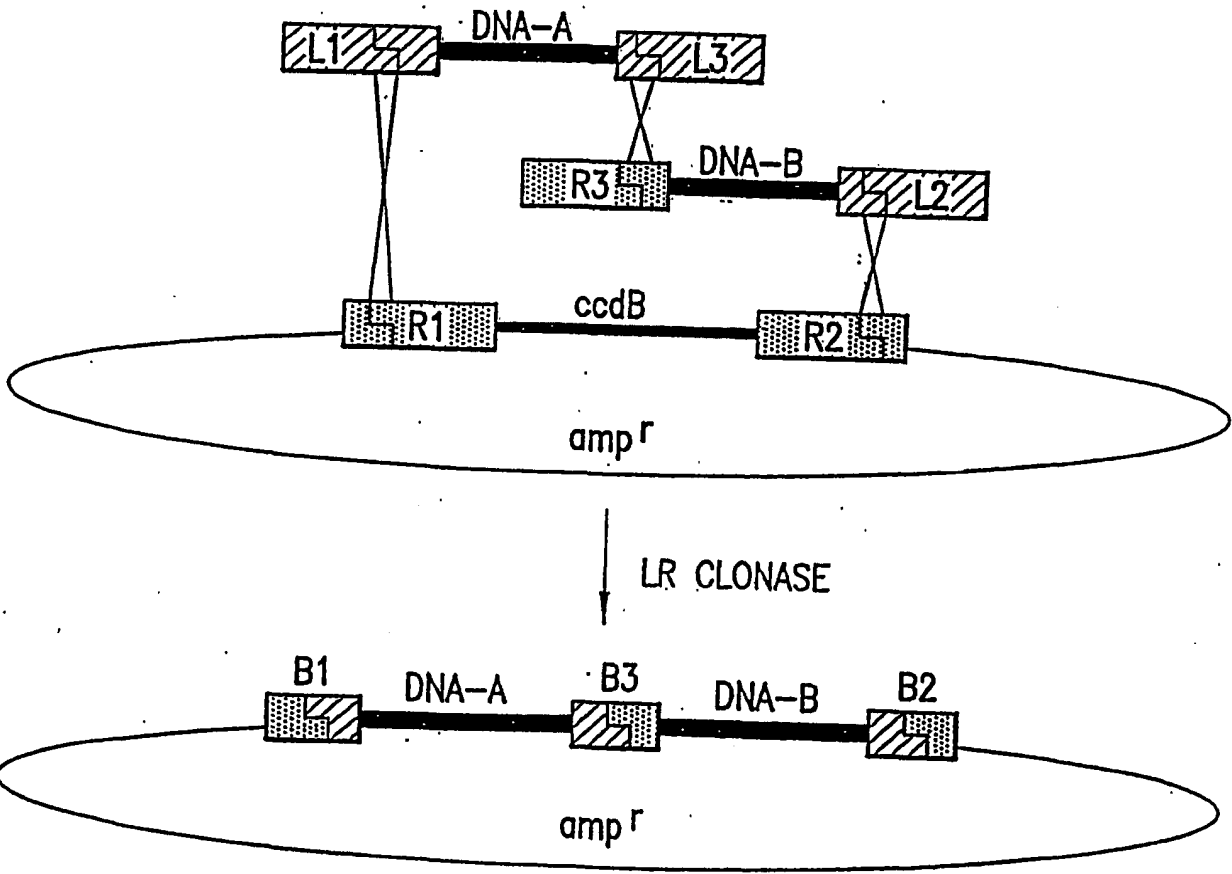 DNA-A
L1
L3
DNA-B
R3
L2
ccdB
R1
R2
amp r
LR CLONASE
B1
DNA-A
B3
DNA-B
B2
amp r